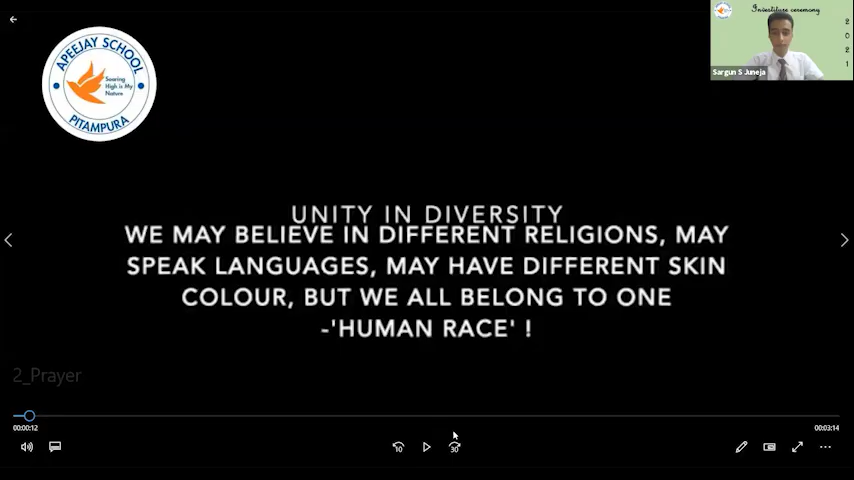 APEEJAY SCHOOL
Soaring
High is My
Nature
PITAMPURA
Investiture ceremony
2
0
2
1
Sargun S Juneja
UNITY IN DIVERSITY
WE MAY BELIEVE IN DIFFERENT RELIGIONS, MAY
SPEAK LANGUAGES, MAY HAVE DIFFERENT SKIN
COLOUR, BUT WE ALL BELONG TO ONE
-'HUMAN RACE' !
2_Prayer
00:00:12
00:03:14
10
30